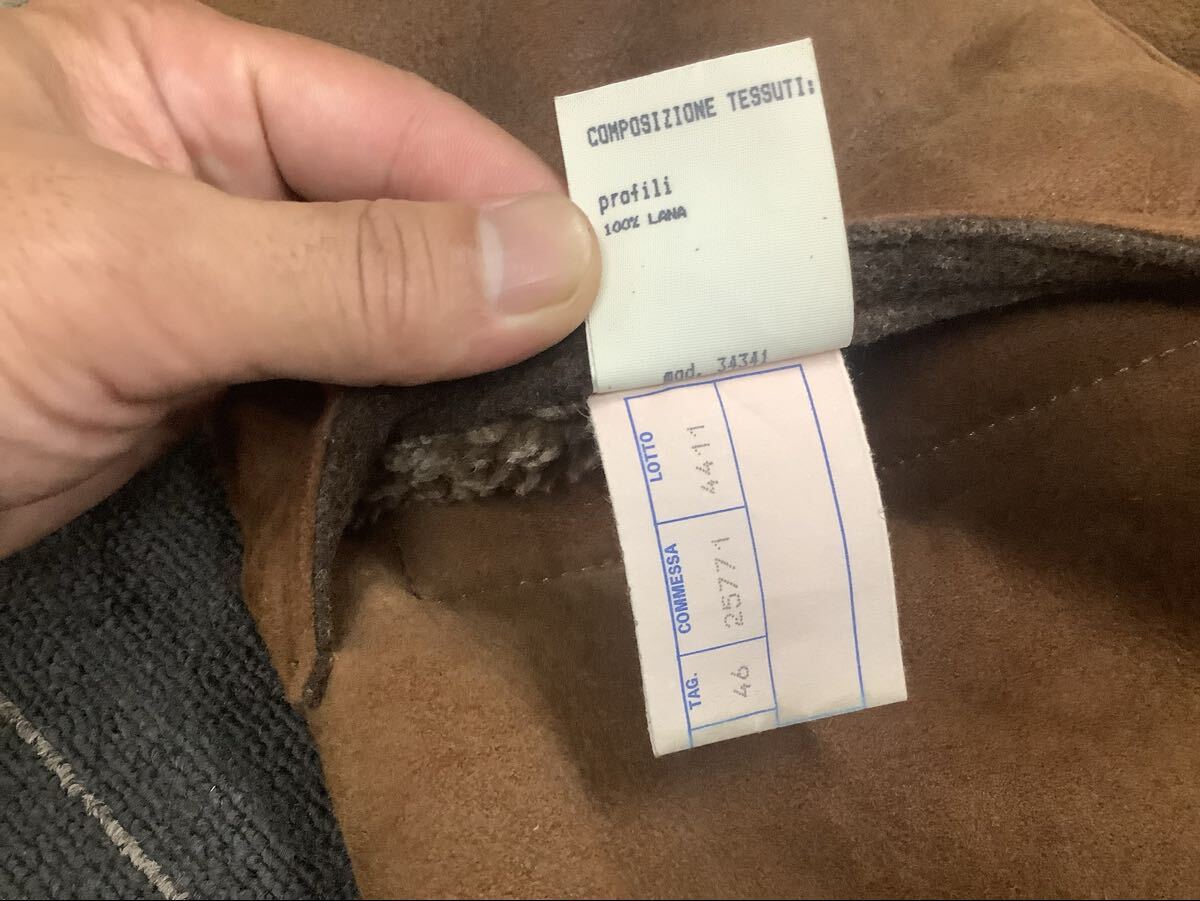 COMPOSIZIONE TESSUTI:
profili
100% LANA
mod. 34341
LOTTO 4411
COMMESSA 25771
TAG. 46